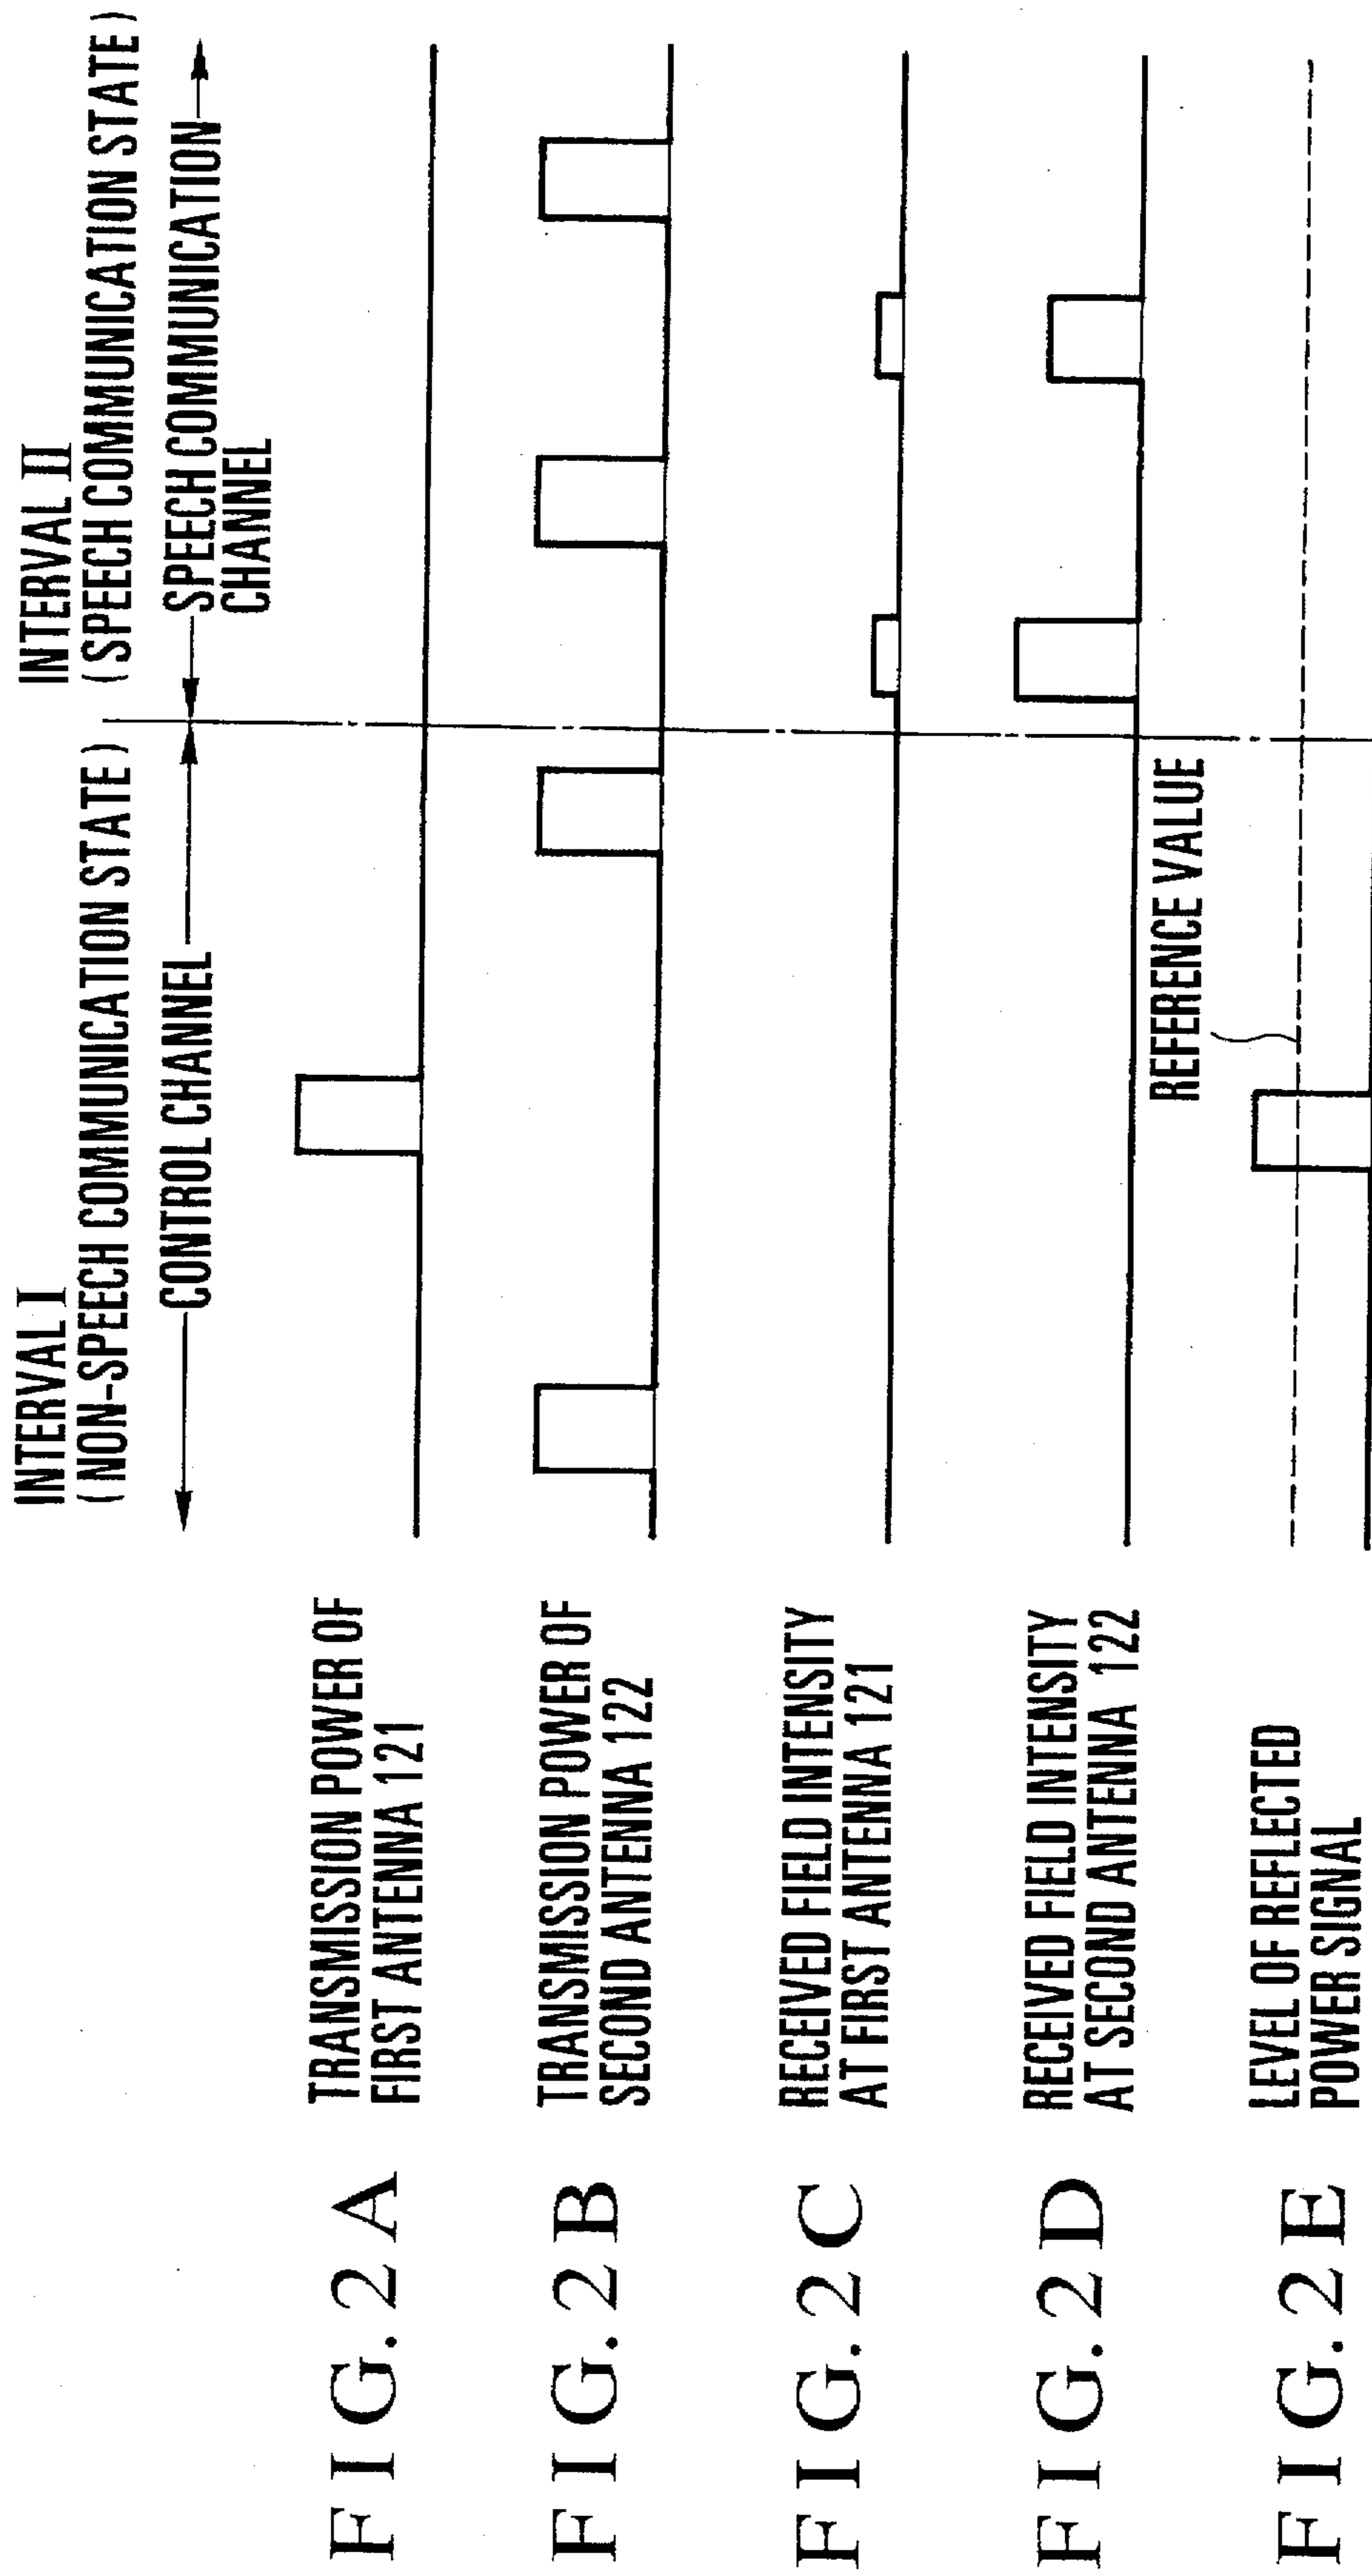 INTERVAL I
(NON-SPEECH COMMUNICATION STATE)
CONTROL CHANNEL
INTERVAL II
(SPEECH COMMUNICATION STATE)
SPEECH COMMUNICATION
CHANNEL
FIG. 2A
TRANSMISSION POWER OF
FIRST ANTENNA 121
FIG. 2B
TRANSMISSION POWER OF
SECOND ANTENNA 122
FIG. 2C
RECEIVED FIELD INTENSITY
AT FIRST ANTENNA 121
FIG. 2D
RECEIVED FIELD INTENSITY
AT SECOND ANTENNA 122
REFERENCE VALUE
FIG. 2E
LEVEL OF REFLECTED
POWER SIGNAL